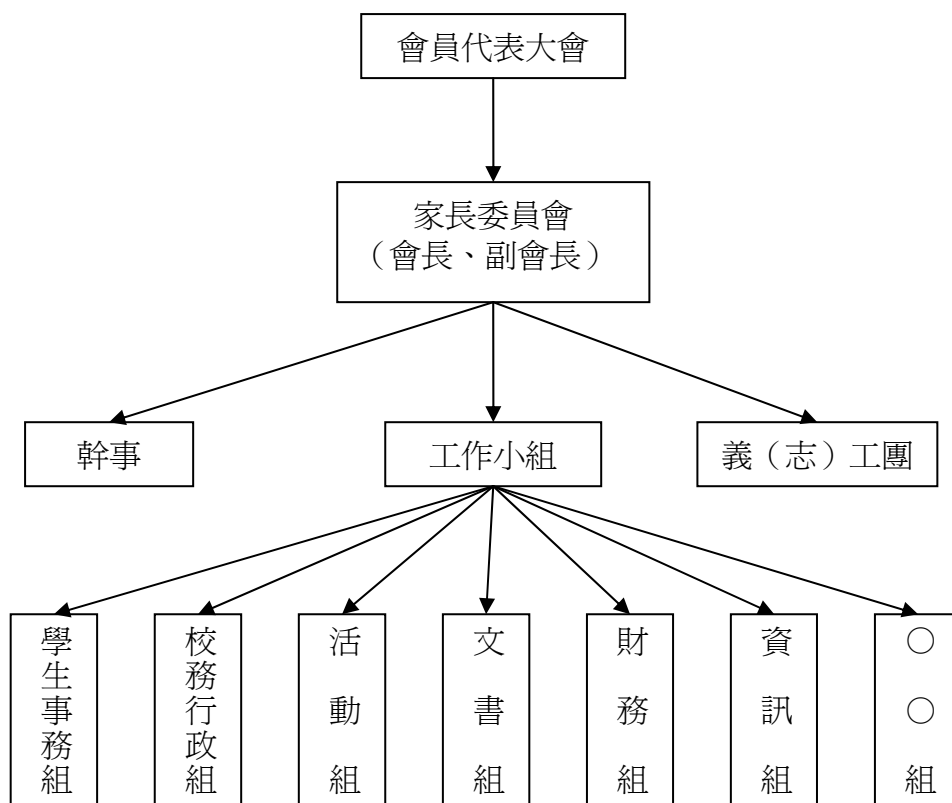 會員代表大會
家長委員會
（會長、副會長）
幹事
工作小組
義（志）工團
學生事務組
校務行政組
活動組
文書組
財務組
資訊組
○○組